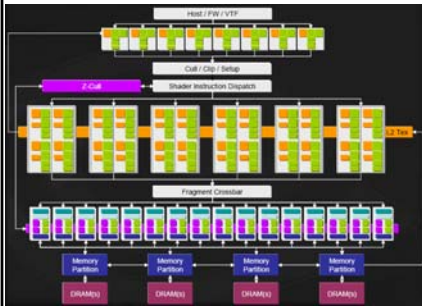 Host / FW / VTF
Cull / Clip / Setup
Z-Cull
Shader Instruction Dispatch
L2 Tex
Fragment Crossbar
Memory Partition
Memory Partition
Memory Partition
Memory Partition
DRAM(s)
DRAM(s)
DRAM(s)
DRAM(s)